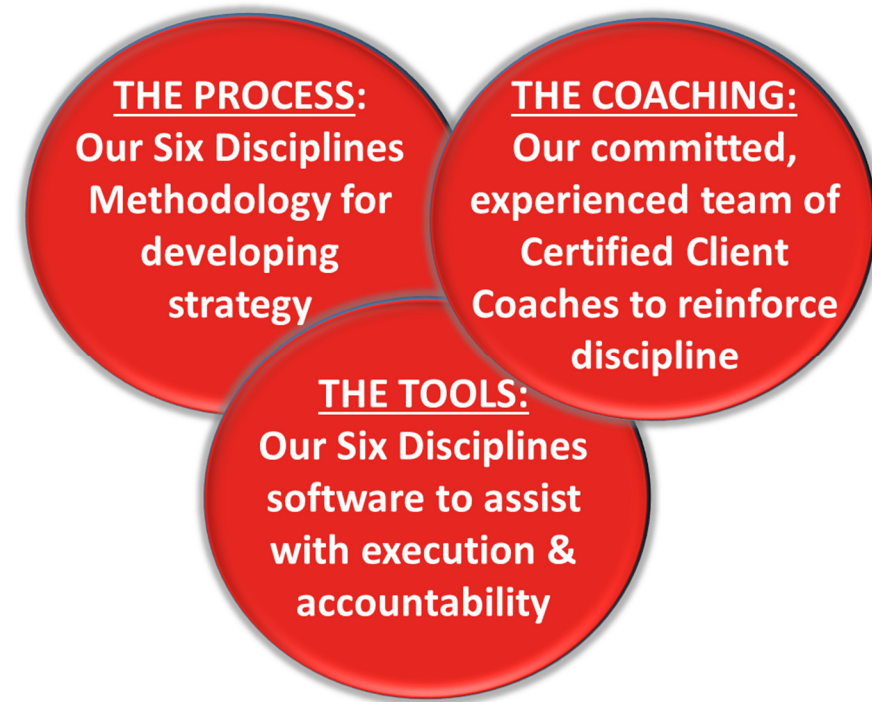 THE PROCESS:
Our Six Disciplines
Methodology for
developing
strategy
THE COACHING:
Our committed,
experienced team of
Certified Client
Coaches to reinforce
discipline
THE TOOLS:
Our Six Disciplines
software to assist
with execution &
accountability